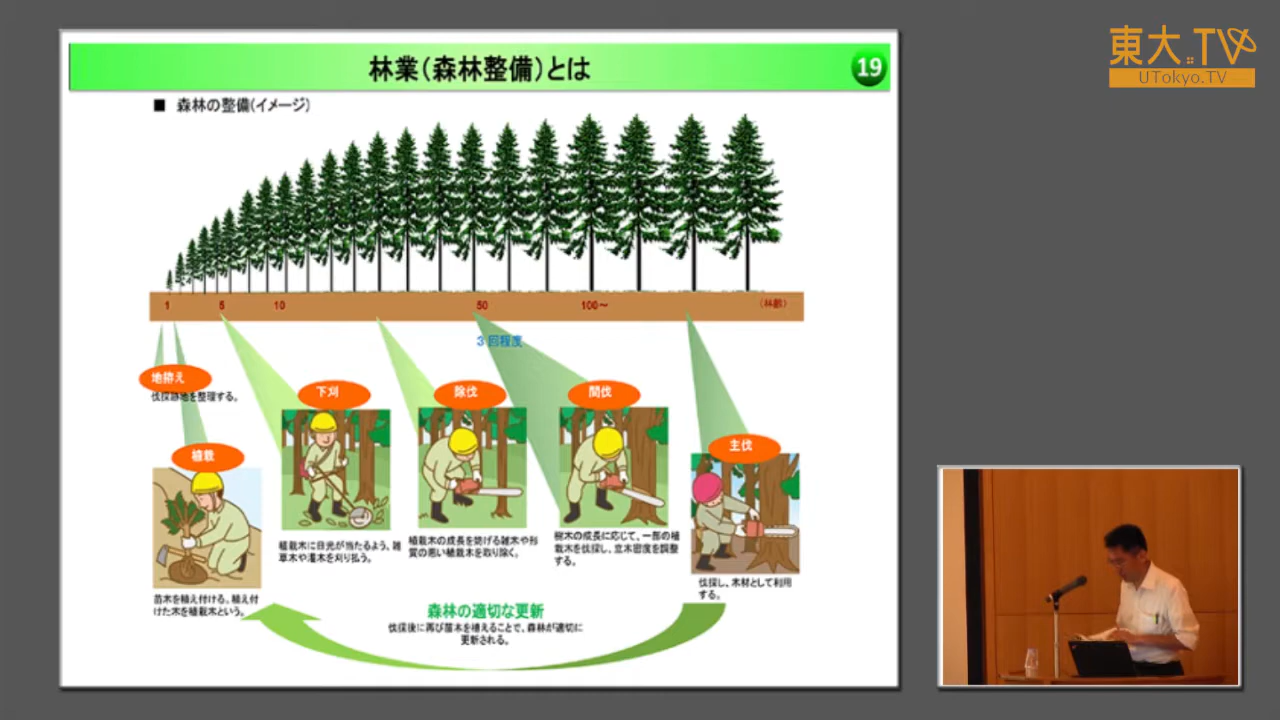 東大.TV
UTokyo.TV
林業(森林整備)とは
19
■ 森林の整備(イメージ)
1
5
10
50
100～
(林齢)
3回程度
地拵え
伐採跡地を整理する。
下刈
除伐
間伐
主伐
植栽
植栽木に日光が当たるよう、雑
草木や灌木を刈り払う。
植栽木の成長を妨げる雑木や形
質の悪い植栽木を取り除く。
樹木の成長に応じて、一部の植
栽木を伐採し、立木密度を調整
する。
伐採し、木材として利用
する。
苗木を植え付ける。植え付
けた木を植栽木という。
森林の適切な更新
伐採後に再び苗木を植えることで、森林が適切に
更新される。